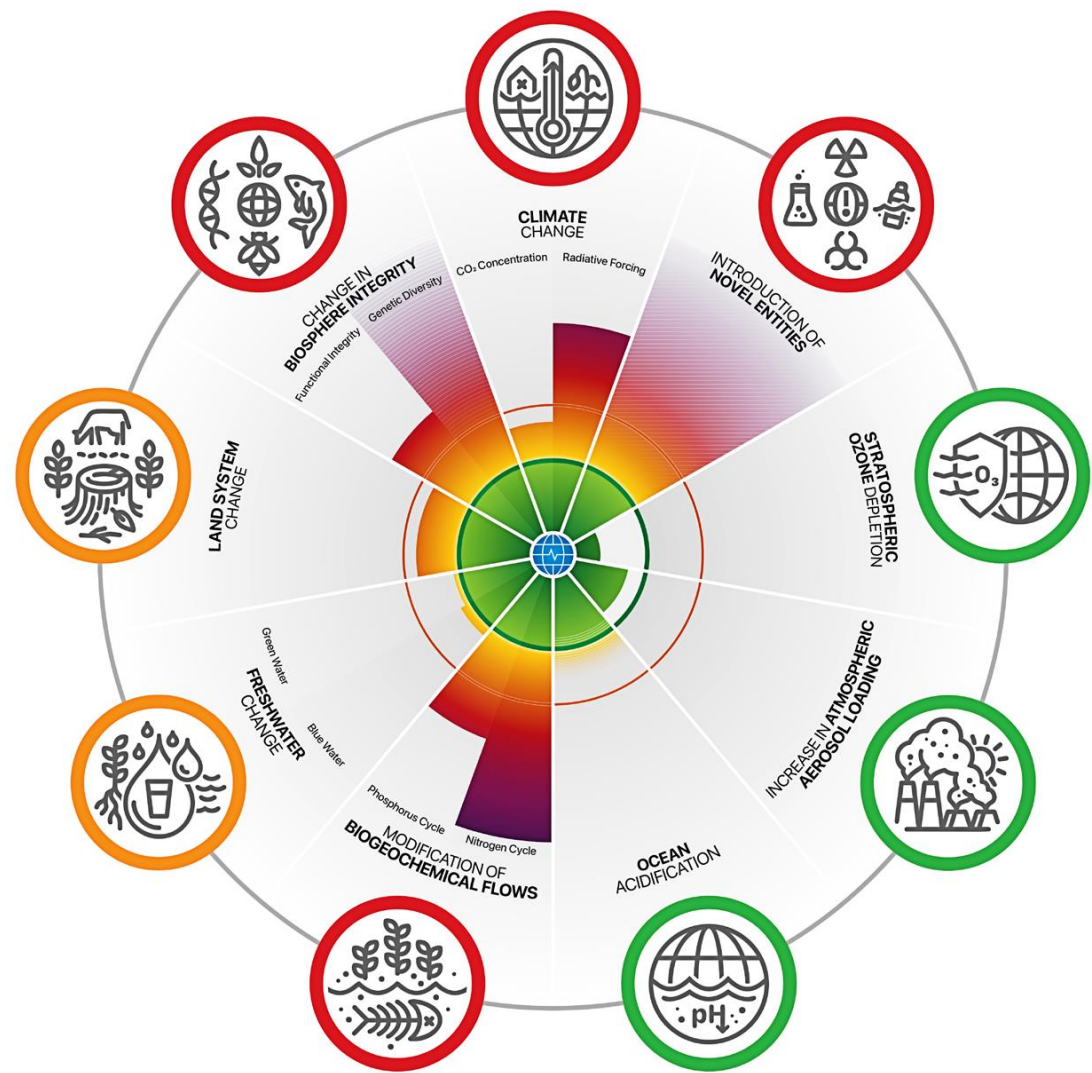 CLIMATE
CHANGE
CO₂ Concentration
Radiative Forcing
INTRODUCTION OF
NOVEL ENTITIES
STRATOSPHERIC
OZONE DEPLETION
O₃
INCREASE IN ATMOSPHERIC
AEROSOL LOADING
OCEAN
ACIDIFICATION
pH
MODIFICATION OF
BIOGEOCHEMICAL FLOWS
Phosphorus Cycle
Nitrogen Cycle
FRESHWATER
CHANGE
Green Water
Blue Water
LAND SYSTEM
CHANGE
CHANGE IN
BIOSPHERE INTEGRITY
Functional Integrity
Genetic Diversity